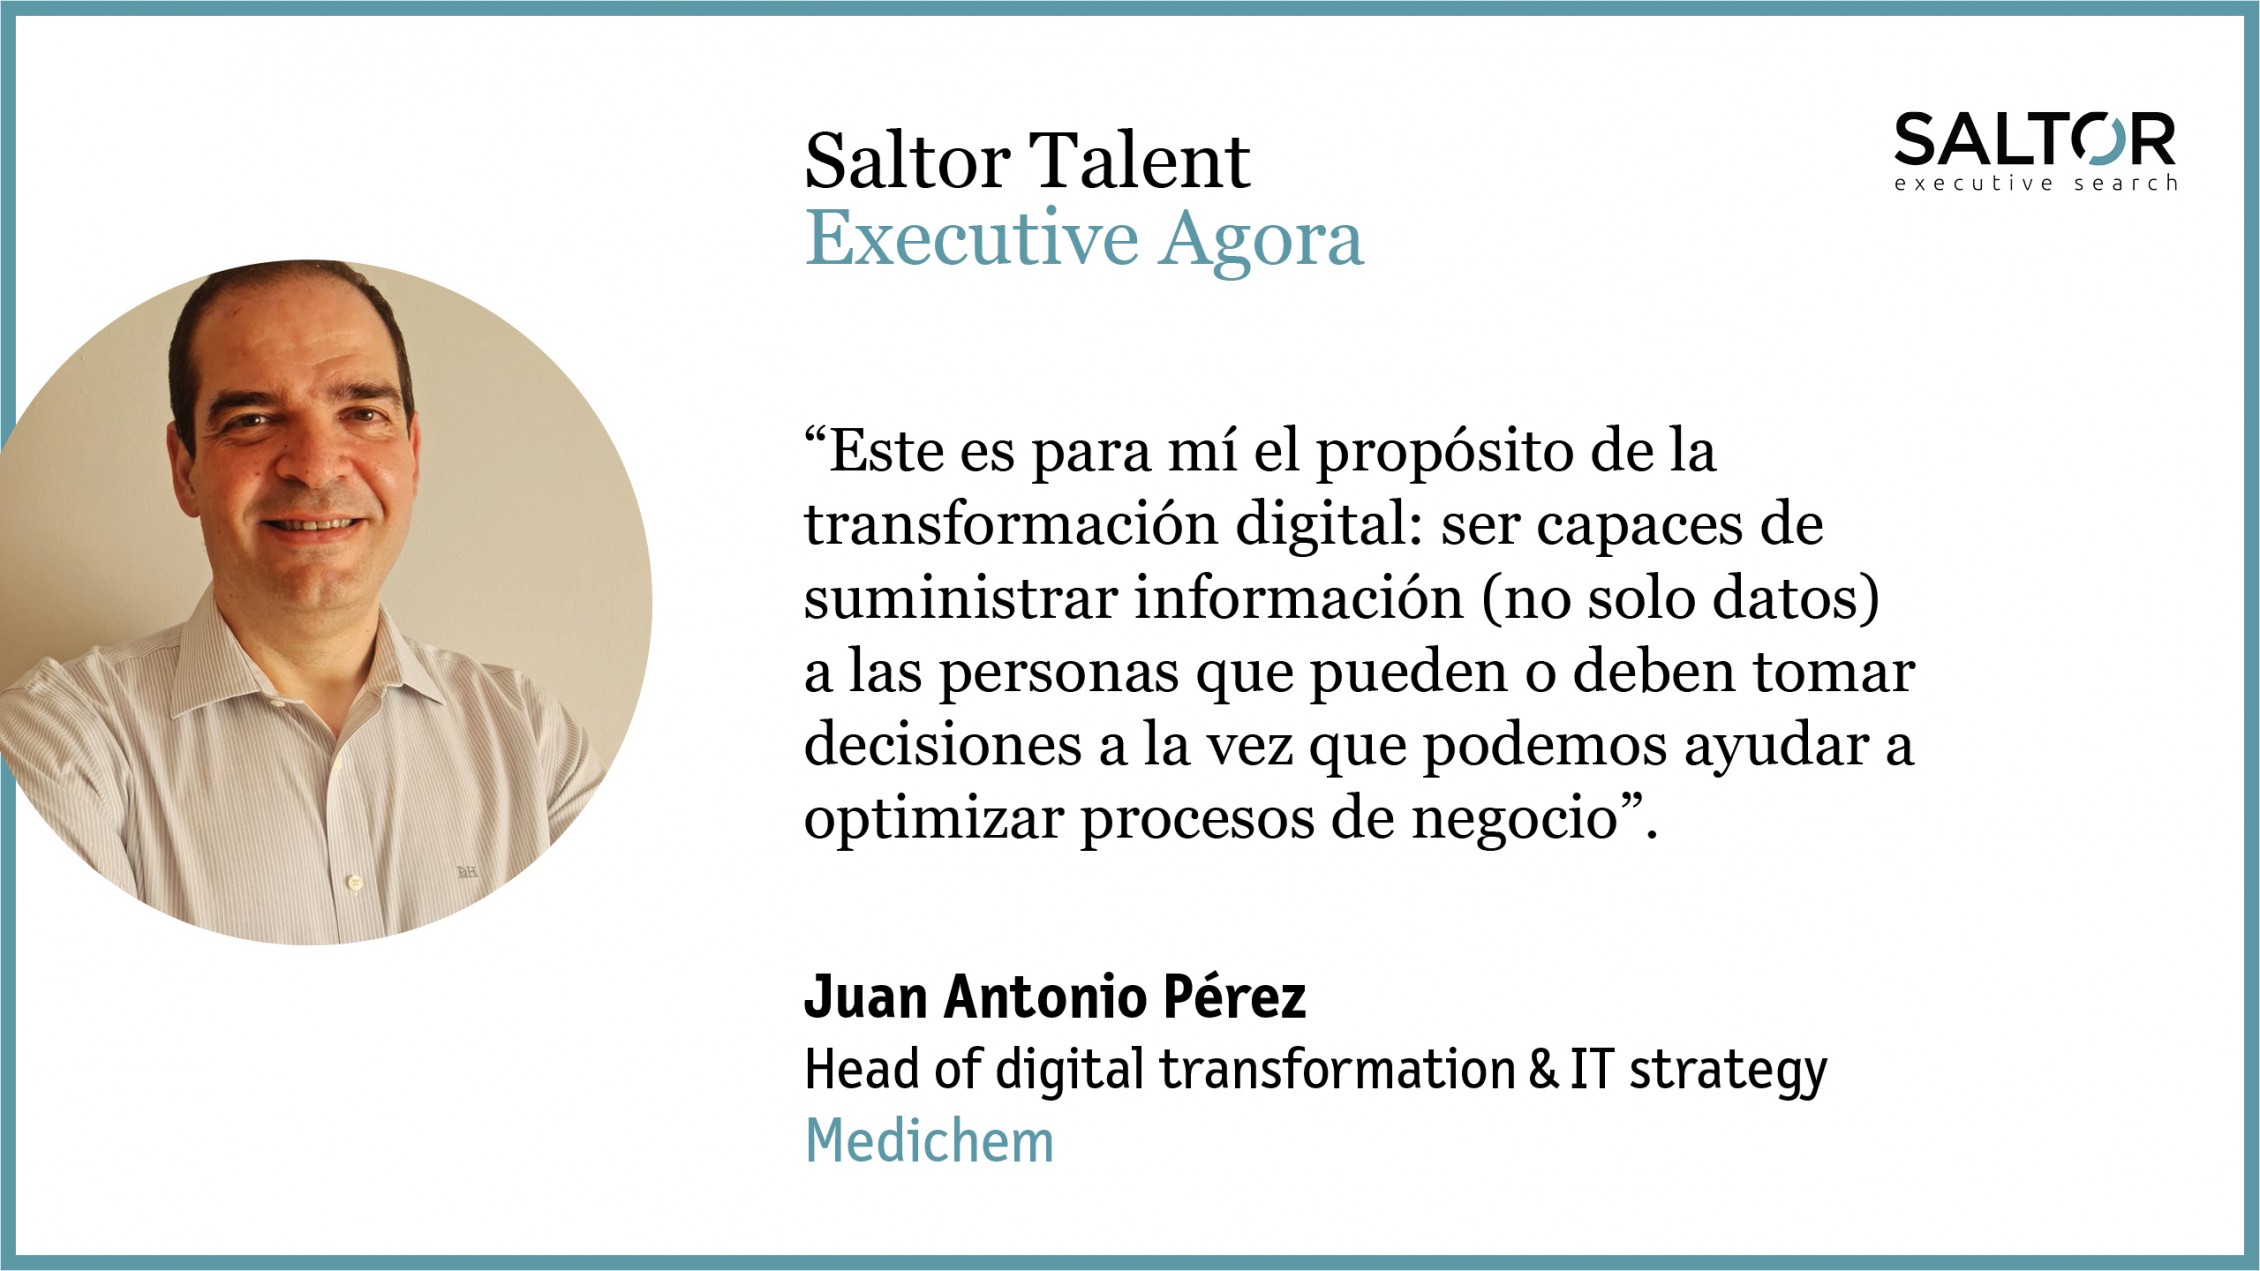 SALTOR
executive search
Saltor Talent
Executive Agora
“Este es para mí el propósito de la
transformación digital: ser capaces de
suministrar información (no solo datos)
a las personas que pueden o deben tomar
decisiones a la vez que podemos ayudar a
optimizar procesos de negocio”.
Juan Antonio Pérez
Head of digital transformation & IT strategy
Medichem